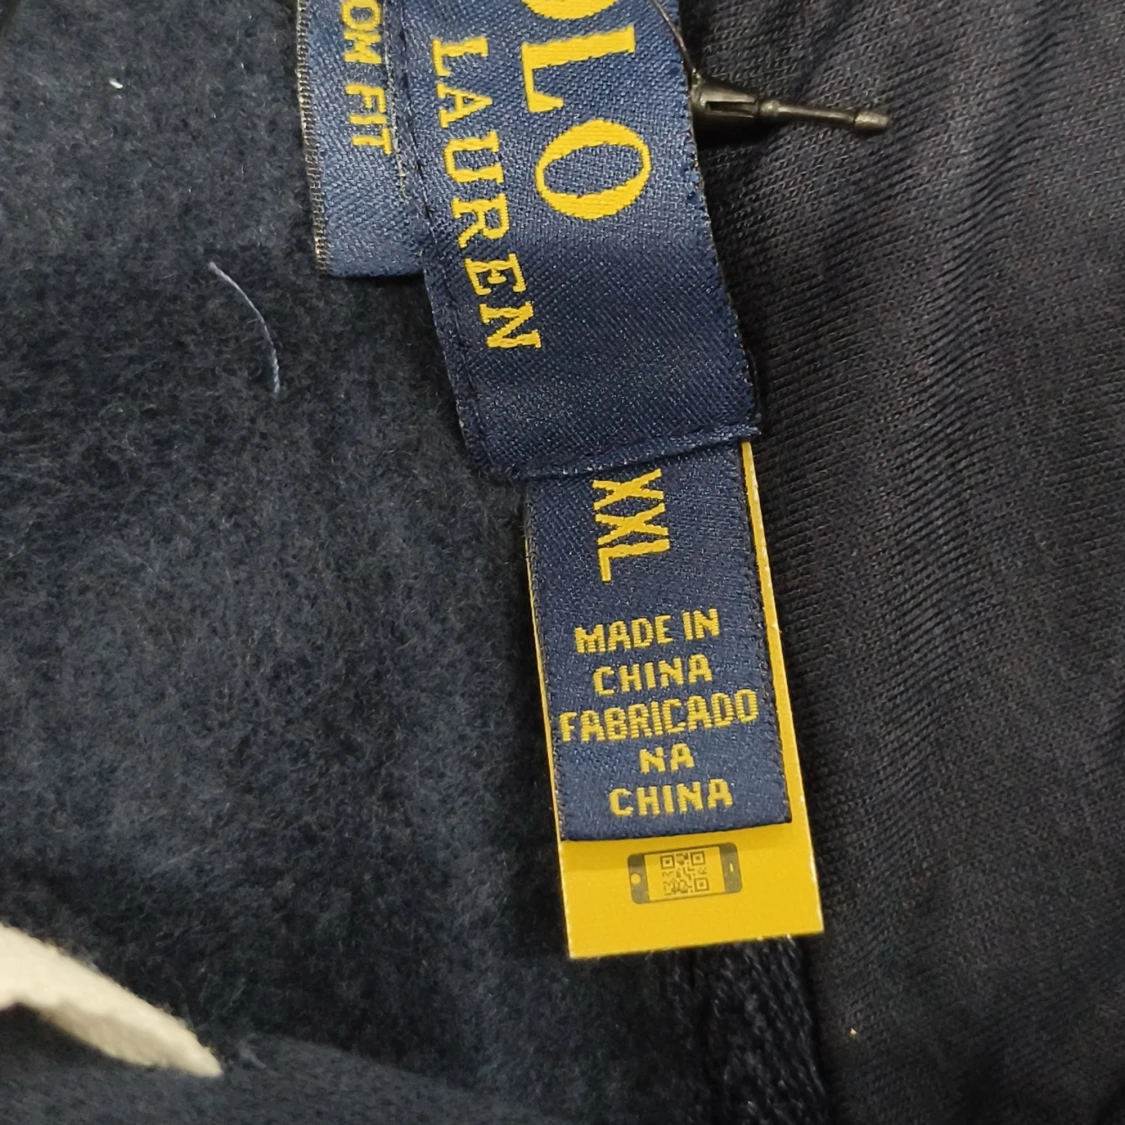 OM FIT
OLO
LAUREN
XXL
MADE IN
CHINA
FABRICADO
NA
CHINA